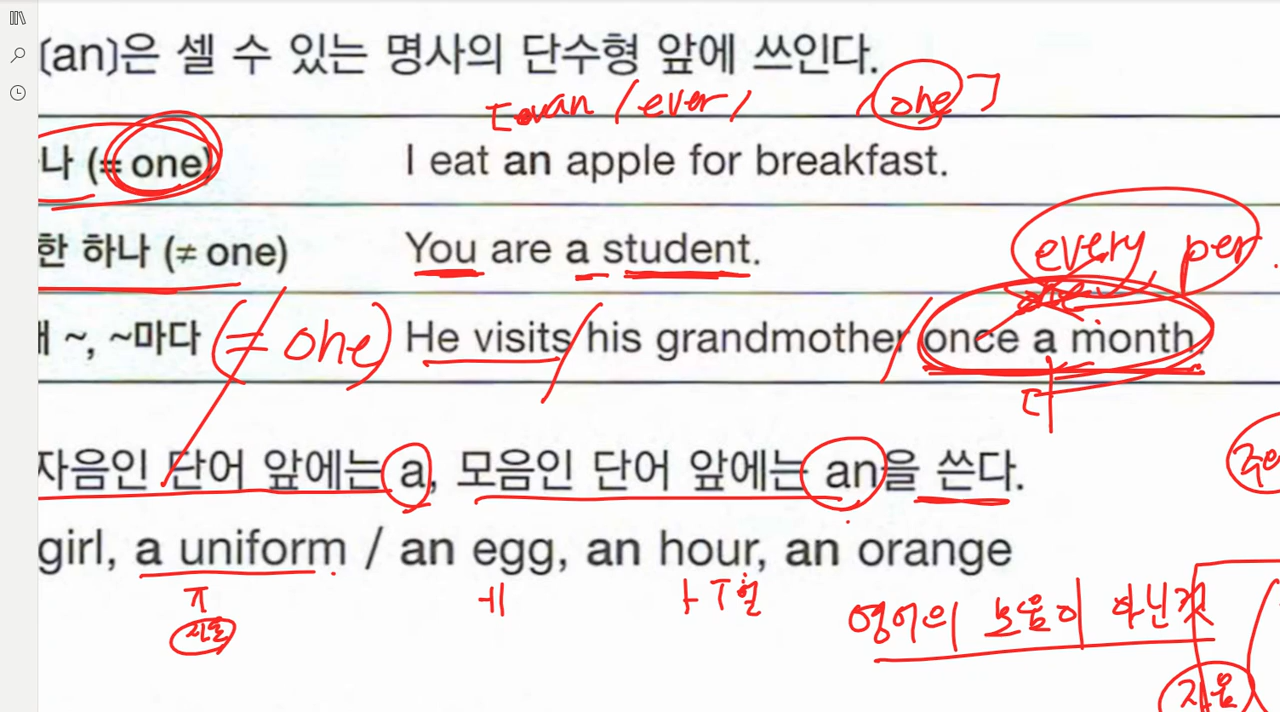 (an)은 셀 수 있는 명사의 단수형 앞에 쓰인다.
/ ever / one
나 (= one) I eat an apple for breakfast.
every per
한 하나 (≠ one) You are a student.
~, ~마다 (≠ one) He visits his grandmother once a month.
자음인 단어 앞에는 a, 모음인 단어 앞에는 an을 쓴다.
girl, a uniform / an egg, an hour, an orange
ㅠ ㅔ ㅏㅜ
자음
영어의 모음이 아닌것
자음